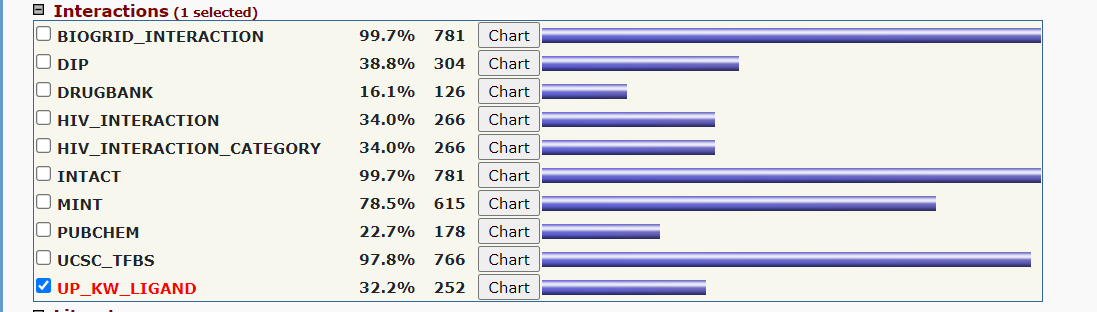 Interactions (1 selected)
BIOGRID_INTERACTION 99.7% 781 Chart
DIP 38.8% 304 Chart
DRUGBANK 16.1% 126 Chart
HIV_INTERACTION 34.0% 266 Chart
HIV_INTERACTION_CATEGORY 34.0% 266 Chart
INTACT 99.7% 781 Chart
MINT 78.5% 615 Chart
PUBCHEM 22.7% 178 Chart
UCSC_TFBS 97.8% 766 Chart
UP_KW_LIGAND 32.2% 252 Chart